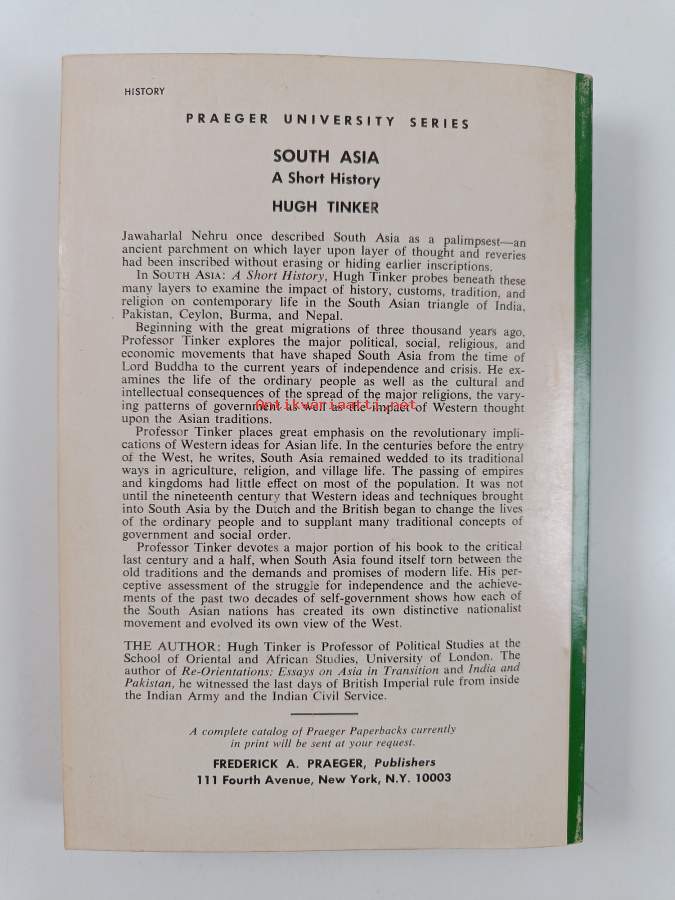 HISTORY
PRAEGER UNIVERSITY SERIES
SOUTH ASIA
A Short History
HUGH TINKER
Jawaharlal Nehru once described South Asia as a palimpsest—an
ancient parchment on which layer upon layer of thought and reveries
had been inscribed without erasing or hiding earlier inscriptions.
In SOUTH ASIA: A Short History, Hugh Tinker probes beneath these
many layers to examine the impact of history, customs, tradition, and
religion on contemporary life in the South Asian triangle of India,
Pakistan, Ceylon, Burma, and Nepal.
Beginning with the great migrations of three thousand years ago,
Professor Tinker explores the major political, social, religious, and
economic movements that have shaped South Asia from the time of
Lord Buddha to the current years of independence and crisis. He ex-
amines the life of the ordinary people as well as the cultural and
intellectual consequences of the spread of the major religions, the vary-
ing patterns of government as well as the impact of Western thought
Antikvariaatti.net
upon the Asian traditions.
Professor Tinker places great emphasis on the revolutionary impli-
cations of Western ideas for Asian life. In the centuries before the entry
of the West, he writes, South Asia remained wedded to its traditional
ways in agriculture, religion, and village life. The passing of empires
and kingdoms had little effect on most of the population. It was not
until the nineteenth century that Western ideas and techniques brought
into South Asia by the Dutch and the British began to change the lives
of the ordinary people and to supplant many traditional concepts of
government and social order.
Professor Tinker devotes a major portion of his book to the critical
last century and a half, when South Asia found itself torn between the
old traditions and the demands and promises of modern life. His per-
ceptive assessment of the struggle for independence and the achieve-
ments of the past two decades of self-government shows how each of
the South Asian nations has created its own distinctive nationalist
movement and evolved its own view of the West.
THE AUTHOR: Hugh Tinker is Professor of Political Studies at the
School of Oriental and African Studies, University of London. The
author of Re-Orientations: Essays on Asia in Transition and India and
Pakistan, he witnessed the last days of British Imperial rule from inside
the Indian Army and the Indian Civil Service.
A complete catalog of Praeger Paperbacks currently
in print will be sent at your request.
FREDERICK A. PRAEGER, Publishers
111 Fourth Avenue, New York, N.Y. 10003